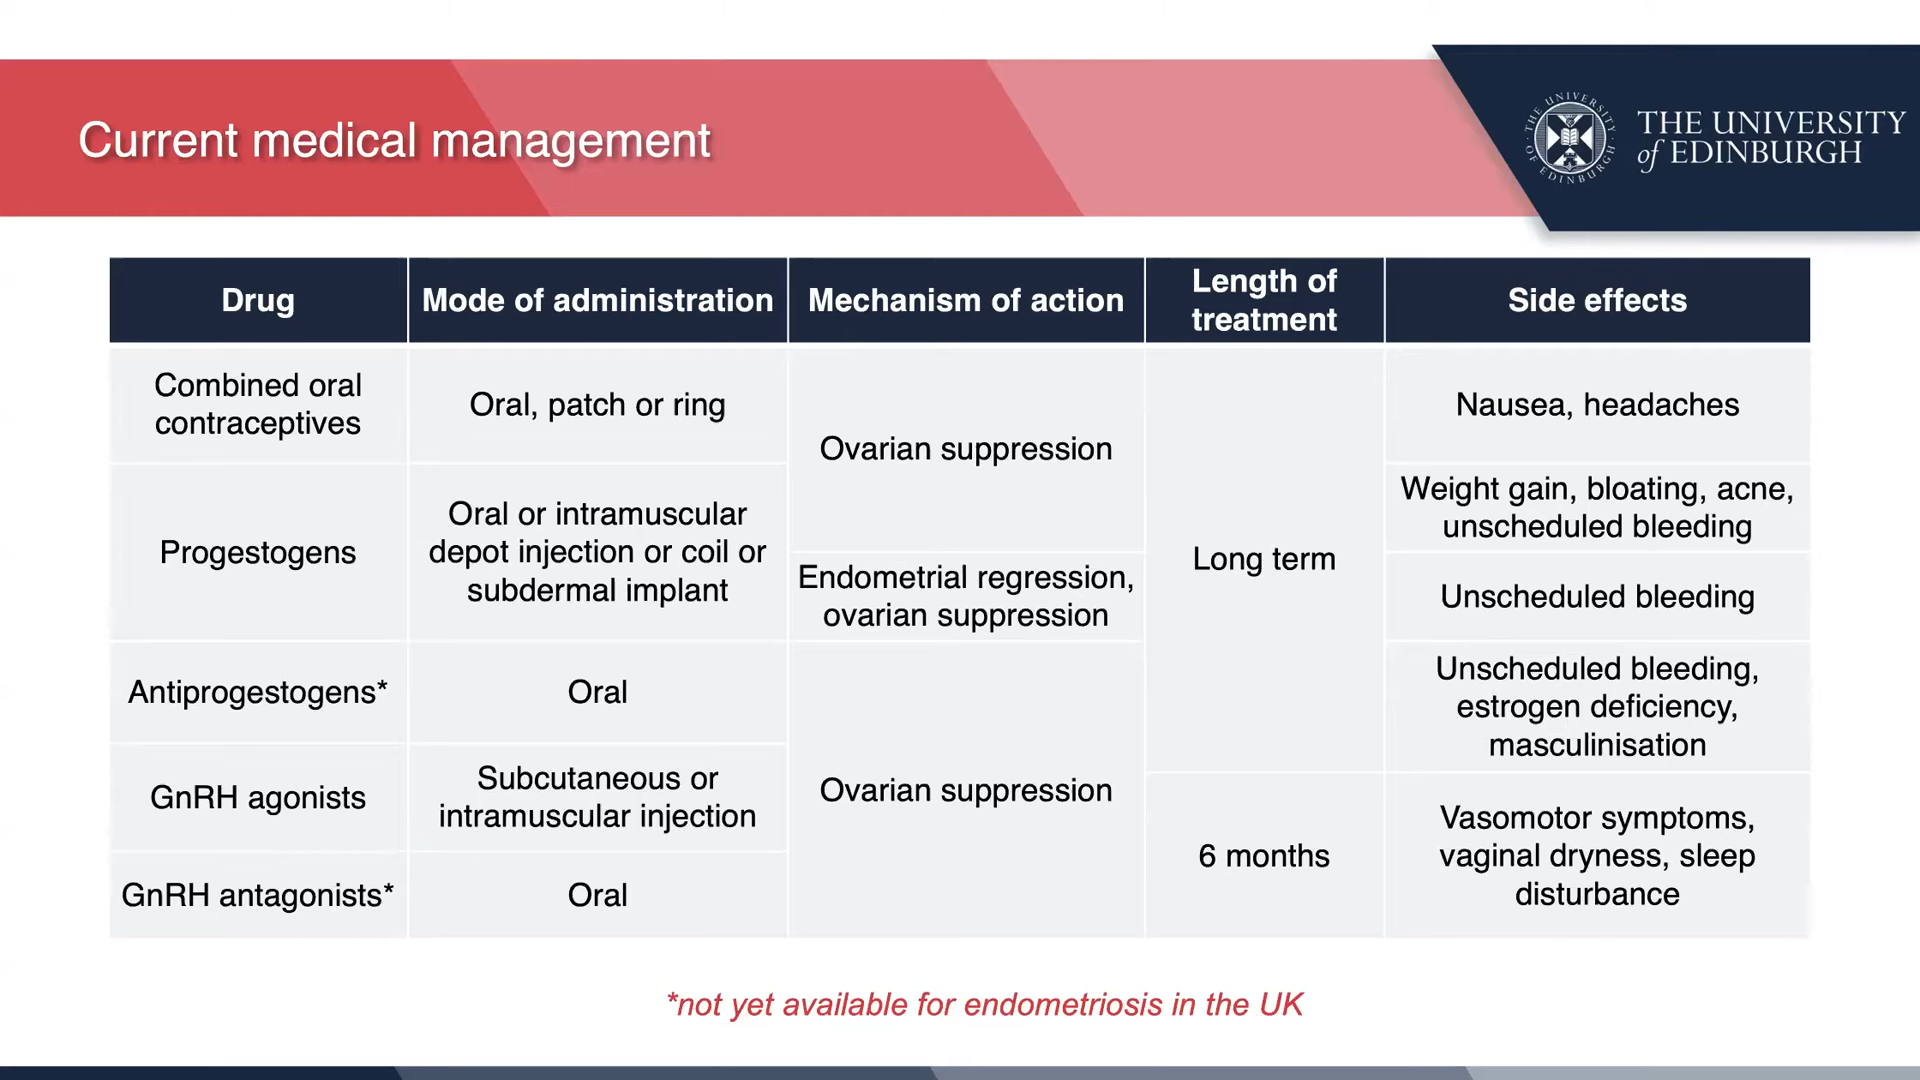 Current medical management
THE UNIVERSITY OF EDINBURGH
THE UNIVERSITY
of EDINBURGH
Drug
Mode of administration
Mechanism of action
Length of
treatment
Side effects
Combined oral
contraceptives
Oral, patch or ring
Ovarian suppression
Long term
Nausea, headaches
Progestogens
Oral or intramuscular
depot injection or coil or
subdermal implant
Weight gain, bloating, acne,
unscheduled bleeding
Endometrial regression,
ovarian suppression
Unscheduled bleeding
Antiprogestogens*
Oral
Ovarian suppression
Unscheduled bleeding,
estrogen deficiency,
masculinisation
GnRH agonists
Subcutaneous or
intramuscular injection
6 months
Vasomotor symptoms,
vaginal dryness, sleep
disturbance
GnRH antagonists*
Oral
*not yet available for endometriosis in the UK